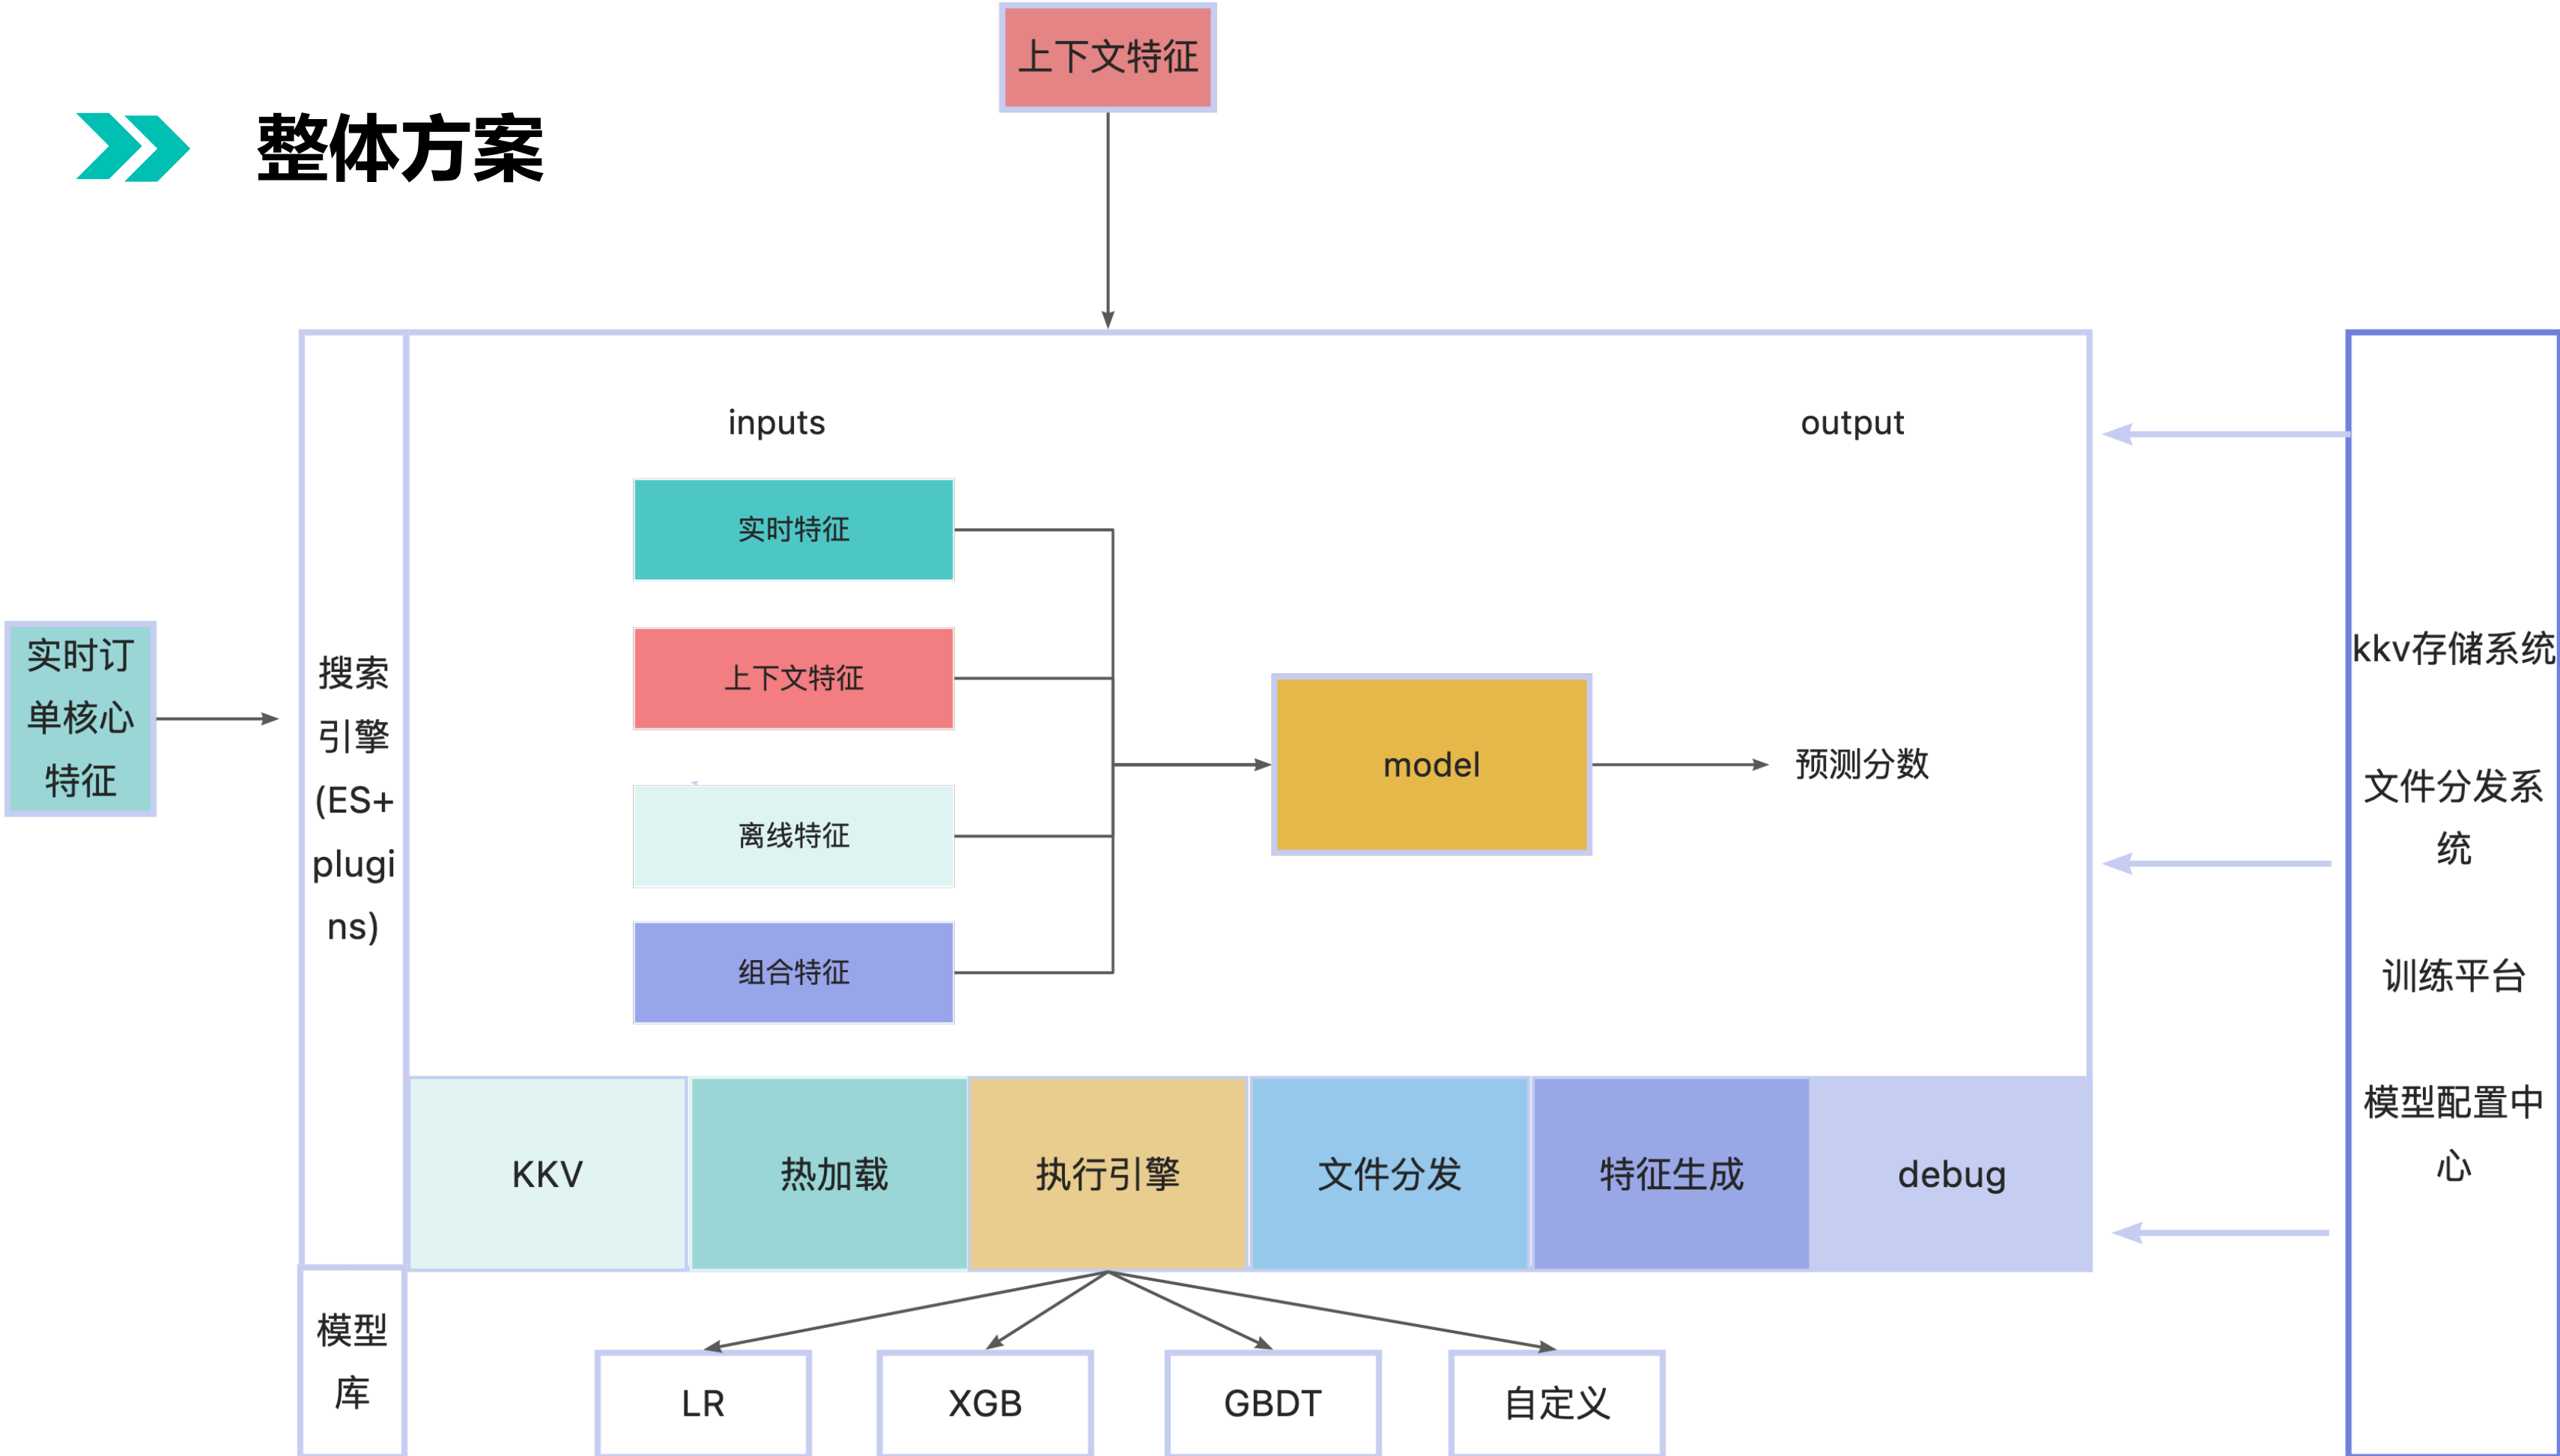 上下文特征
整体方案
inputs
output
实时特征
上下文特征
离线特征
组合特征
model
预测分数
实时订
单核心
特征
搜索
引擎
(ES+
plugi
ns)
kkv存储系统
文件分发系
统
训练平台
模型配置中
心
KKV
热加载
执行引擎
文件分发
特征生成
debug
模型
库
LR
XGB
GBDT
自定义